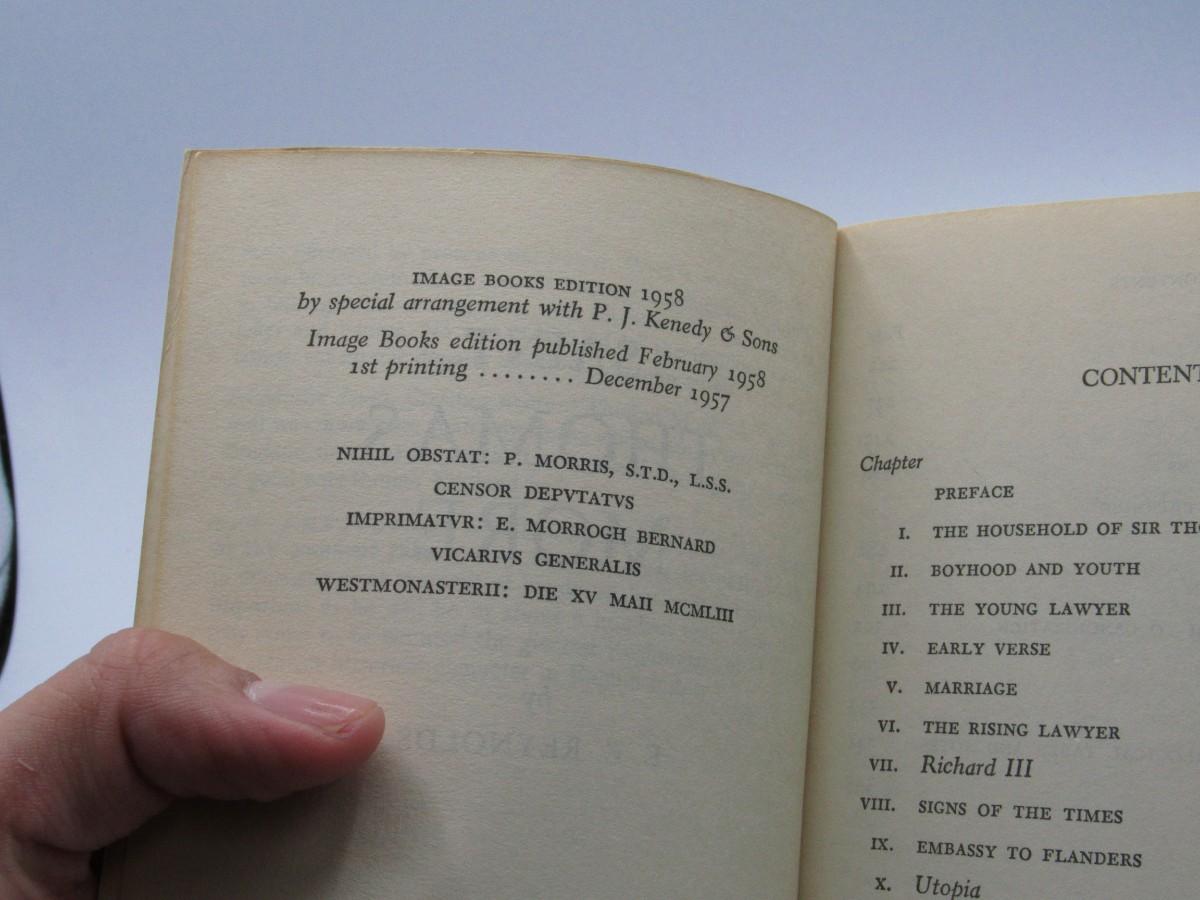 IMAGE BOOKS EDITION 1958
by special arrangement with P. J. Kenedy & Sons
Image Books edition published February 1958
1st printing ........ December 1957
NIHIL OBSTAT: P. MORRIS, S.T.D., L.S.S.
CENSOR DEPVTATVS
IMPRIMATVR: E. MORROGH BERNARD
VICARIVS GENERALIS
WESTMONASTERII: DIE XV MAII MCMLIII
CONTENT
Chapter
PREFACE
I. THE HOUSEHOLD OF SIR THO
II. BOYHOOD AND YOUTH
III. THE YOUNG LAWYER
IV. EARLY VERSE
V. MARRIAGE
VI. THE RISING LAWYER
VII. Richard III
VIII. SIGNS OF THE TIMES
IX. EMBASSY TO FLANDERS
X. Utopia